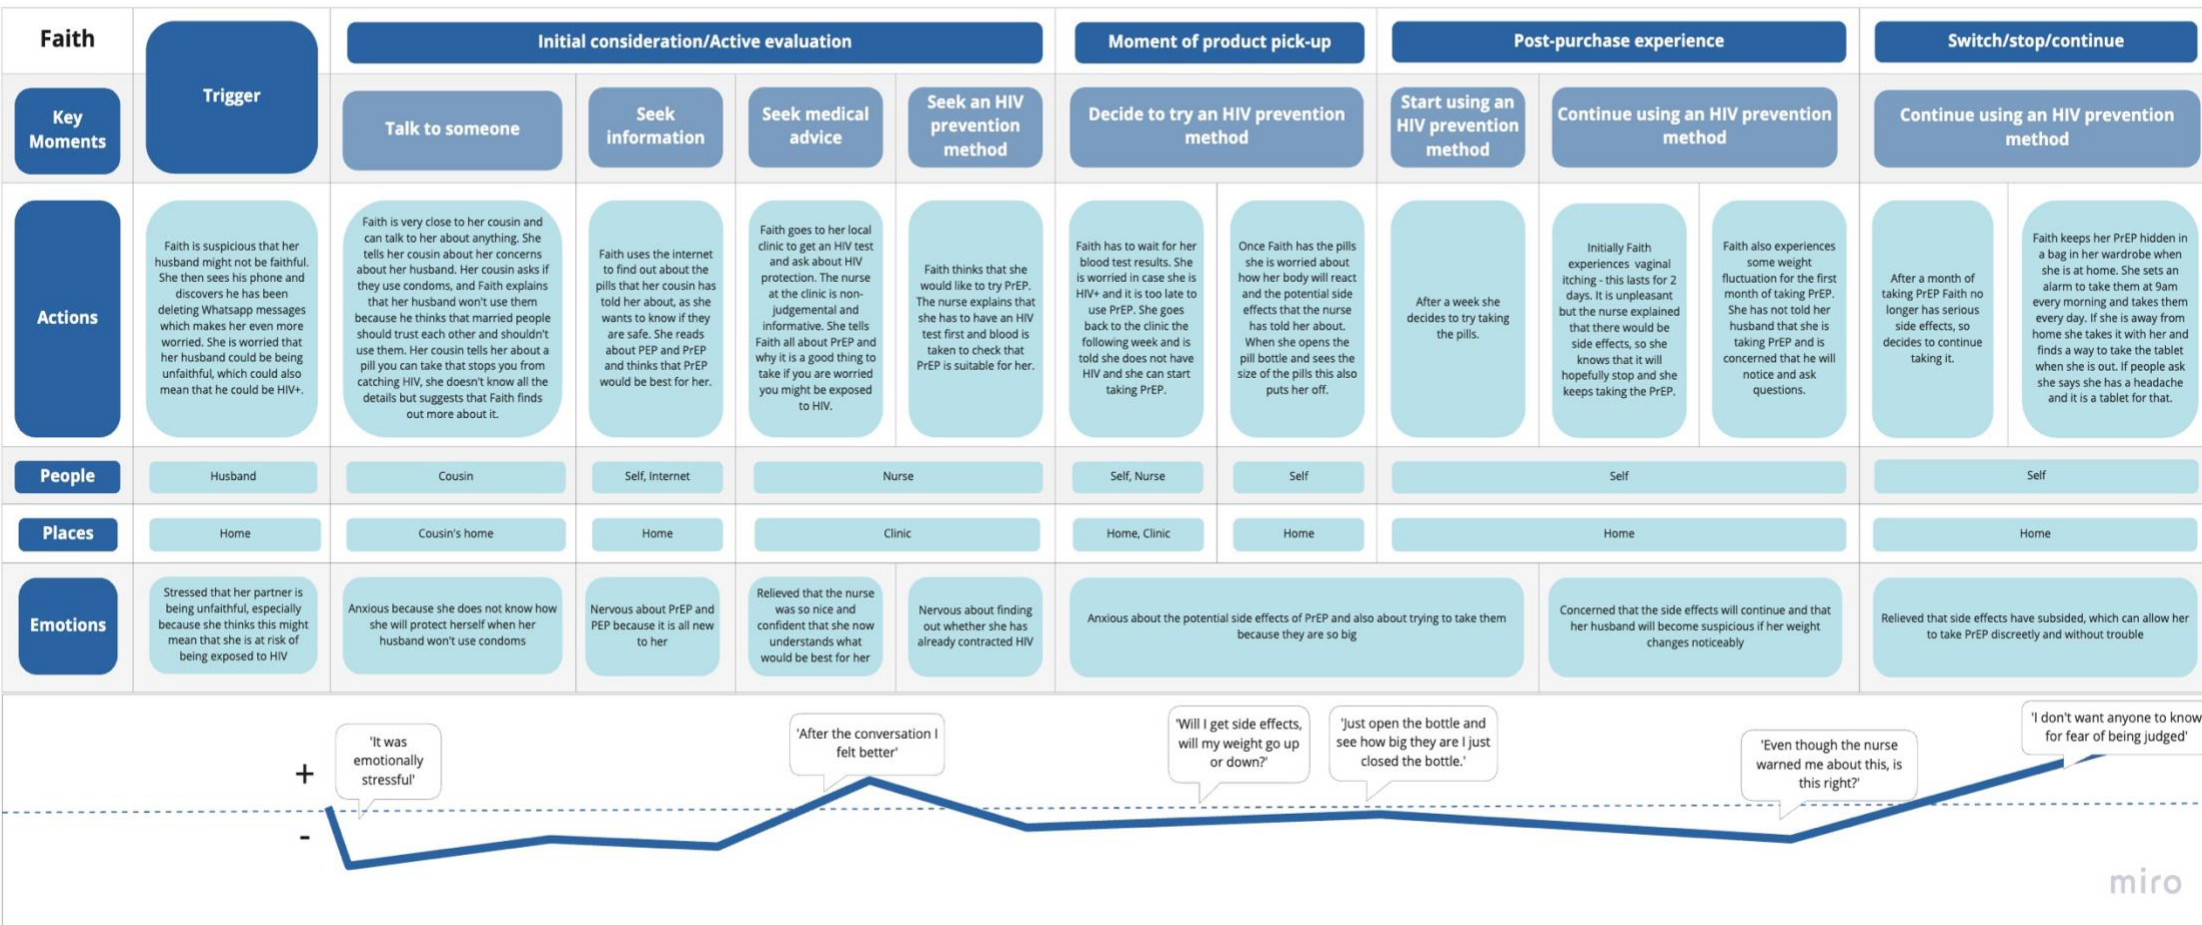 Faith
Trigger
Initial consideration/Active evaluation
Moment of product pick-up
Post-purchase experience
Switch/stop/continue
Key
Moments
Talk to someone
Seek
information
Seek medical
advice
Seek an HIV
prevention
method
Decide to try an HIV prevention
method
Start using an
HIV prevention
method
Continue using an HIV prevention
method
Continue using an HIV prevention
method
Actions
Faith is suspicious that her
husband might not be faithful.
She then sees his phone and
discovers he has been
deleting Whatsapp messages
which makes her even more
worried. She is worried that
her husband could be being
unfaithful, which could also
mean that he could be HIV+.
Faith is very close to her cousin and
can talk to her about anything. She
tells her cousin about her concerns
about her husband. Her cousin asks if
they use condoms, and Faith explains
that her husband won't use them
because he thinks that married people
should trust each other and shouldn't
use them. Her cousin tells her about a
pill you can take that stops you from
catching HIV, she doesn't know all the
details but suggests that Faith finds
out more about it.
Faith uses the internet
to find out about the
pills that her cousin has
told her about, as she
wants to know if they
are safe. She reads
about PEP and PrEP
and thinks that PrEP
would be best for her.
Faith goes to her local
clinic to get an HIV test
and ask about HIV
protection. The nurse
at the clinic is non-
judgemental and
informative. She tells
Faith all about PrEP and
why it is a good thing to
take if you are worried
you might be exposed
to HIV.
Faith thinks that she
would like to try PrEP.
The nurse explains that
she has to have an HIV
test first and blood is
taken to check that
PrEP is suitable for her.
Faith has to wait for her
blood test results. She
is worried in case she is
HIV+ and it is too late to
use PrEP. She goes
back to the clinic the
following week and is
told she does not have
HIV and she can start
taking PrEP.
Once Faith has the pills
she is worried about
how her body will react
and the potential side
effects that the nurse
has told her about.
When she opens the
pill bottle and sees the
size of the pills this also
puts her off.
After a week she
decides to try taking
the pills.
Initially Faith
experiences vaginal
itching - this lasts for 2
days. It is unpleasant
but the nurse explained
that there would be
side effects, so she
knows that it will
hopefully stop and she
keeps taking the PrEP.
Faith also experiences
some weight
fluctuation for the first
month of taking PrEP.
She has not told her
husband that she is
taking PrEP and is
concerned that he will
notice and ask
questions.
After a month of
taking PrEP Faith no
longer has serious
side effects, so
decides to continue
taking it.
Faith keeps her PrEP hidden in
a bag in her wardrobe when
she is at home. She sets an
alarm to take them at 9am
every morning and takes them
every day. If she is away from
home she takes it with her and
finds a way to take the tablet
when she is out. If people ask
she says she has a headache
and it is a tablet for that.
People
Husband
Cousin
Self, Internet
Nurse
Self, Nurse
Self
Self
Self
Places
Home
Cousin's home
Home
Clinic
Home, Clinic
Home
Home
Home
Emotions
Stressed that her partner is
being unfaithful, especially
because she thinks this might
mean that she is at risk of
being exposed to HIV
Anxious because she does not know how
she will protect herself when her
husband won't use condoms
Nervous about PrEP and
PEP because it is all new
to her
Relieved that the nurse
was so nice and
confident that she now
understands what
would be best for her
Nervous about finding
out whether she has
already contracted HIV
Anxious about the potential side effects of PrEP and also about trying to take them
because they are so big
Concerned that the side effects will continue and that
her husband will become suspicious if her weight
changes noticeably
Relieved that side effects have subsided, which can allow her
to take PrEP discreetly and without trouble
+
-
'It was
emotionally
stressful'
'After the conversation I
felt better'
'Will I get side effects,
will my weight go up
or down?'
'Just open the bottle and
see how big they are I just
closed the bottle.'
'Even though the nurse
warned me about this, is
this right?'
'I don't want anyone to know
for fear of being judged'
miro